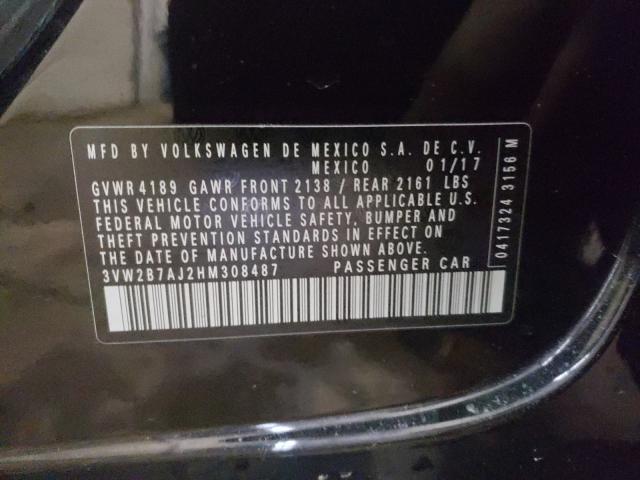 MFD BY VOLKSWAGEN DE MEXICO S.A. DE C.V.
MEXICO 01/17
GVWR 4189 GAWR FRONT 2138 / REAR 2161 LBS
THIS VEHICLE CONFORMS TO ALL APPLICABLE U.S.
FEDERAL MOTOR VEHICLE SAFETY, BUMPER AND
THEFT PREVENTION STANDARDS IN EFFECT ON
THE DATE OF MANUFACTURE SHOWN ABOVE.
3VW2B7AJ2HM308487 PASSENGER CAR
0417324 3156 M